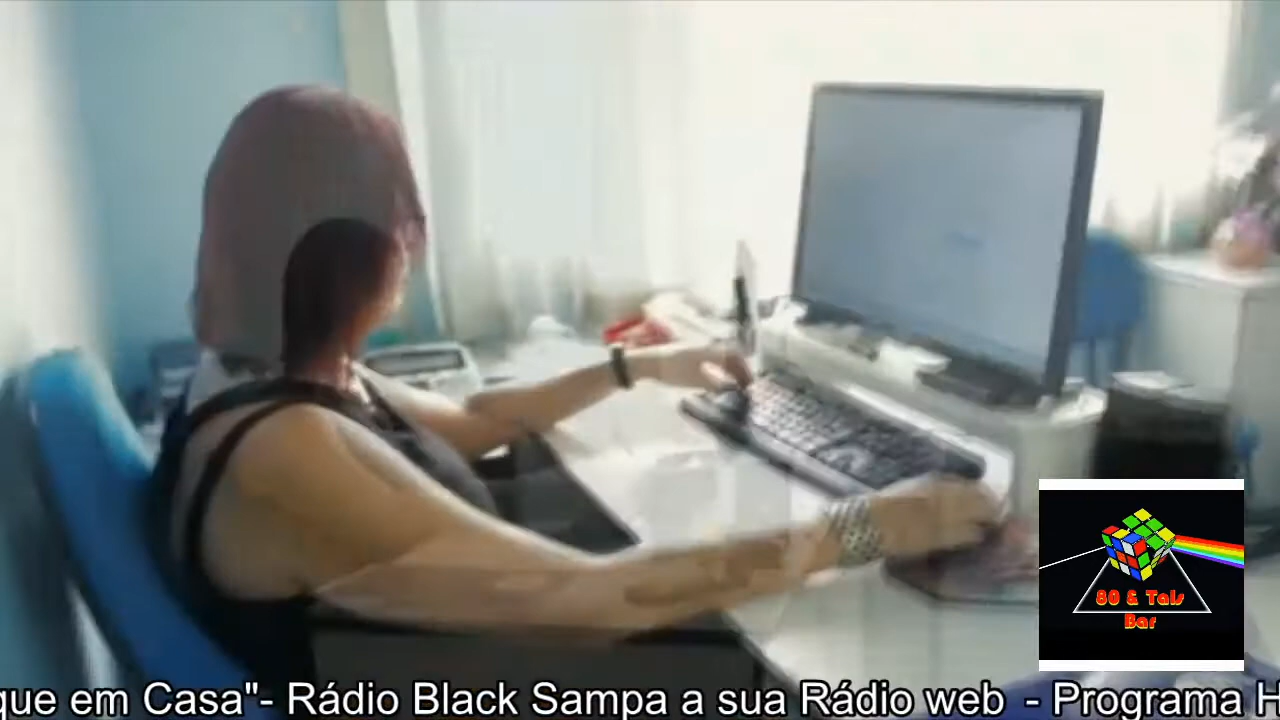 80 & Tals
Bar
que em Casa"- Rádio Black Sampa a sua Rádio web - Programa H